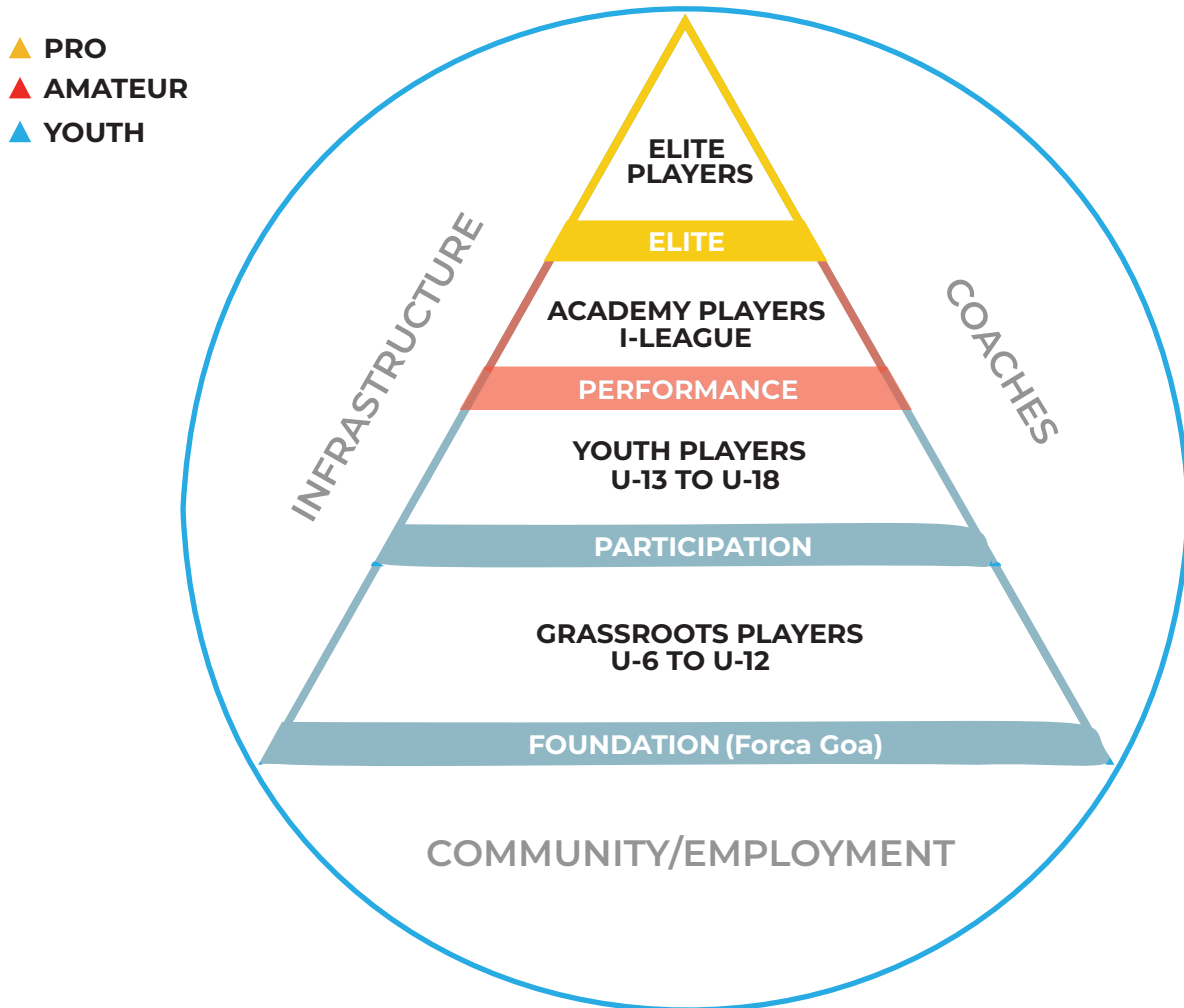 PRO
AMATEUR
YOUTH
ELITE
PLAYERS
ELITE
INFRASTRUCTURE
COACHES
ACADEMY PLAYERS
I-LEAGUE
PERFORMANCE
YOUTH PLAYERS
U-13 TO U-18
PARTICIPATION
GRASSROOTS PLAYERS
U-6 TO U-12
FOUNDATION (Forca Goa)
COMMUNITY/EMPLOYMENT